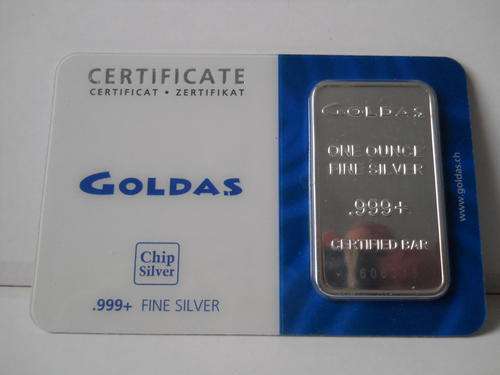 CERTIFICATE
CERTIFICAT • ZERTIFIKAT
GOLDAS
Chip
Silver
.999+ FINE SILVER
GOLDAS
ONE OUNCE
FINE SILVER
.999+
CERTIFIED BAR
www.goldas.ch